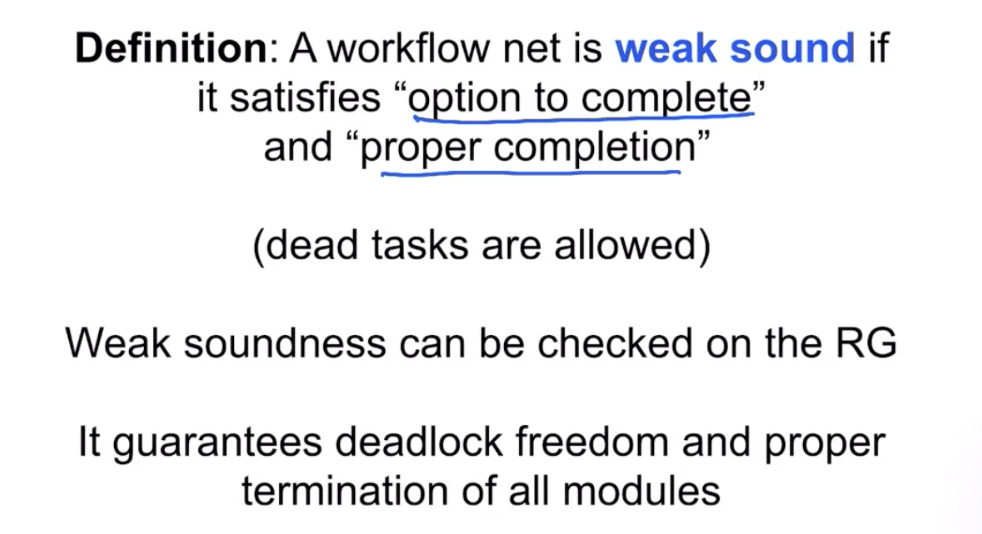 Definition: A workflow net is weak sound if
it satisfies “option to complete”
and “proper completion”
(dead tasks are allowed)
Weak soundness can be checked on the RG
It guarantees deadlock freedom and proper
termination of all modules